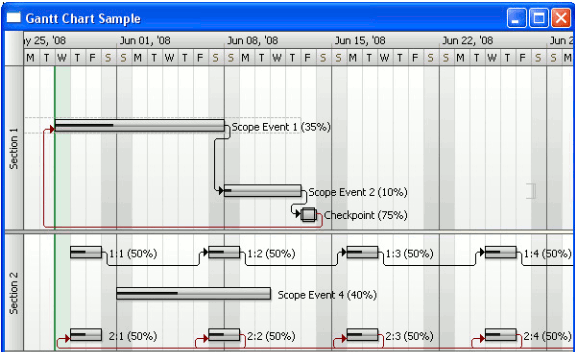 Gantt Chart Sample
y 25, '08 Jun 01, '08 Jun 08, '08 Jun 15, '08 Jun 22, '08 Jun 2
M T W T F S S M T W T F S S M T W T F S S M T W T F S S M T W T F S S M
Section 1
Scope Event 1 (35%)
Scope Event 2 (10%)
Checkpoint (75%)
Section 2
1:1 (50%) 1:2 (50%) 1:3 (50%) 1:4 (50%)
Scope Event 4 (40%)
2:1 (50%) 2:2 (50%) 2:3 (50%) 2:4 (50%)